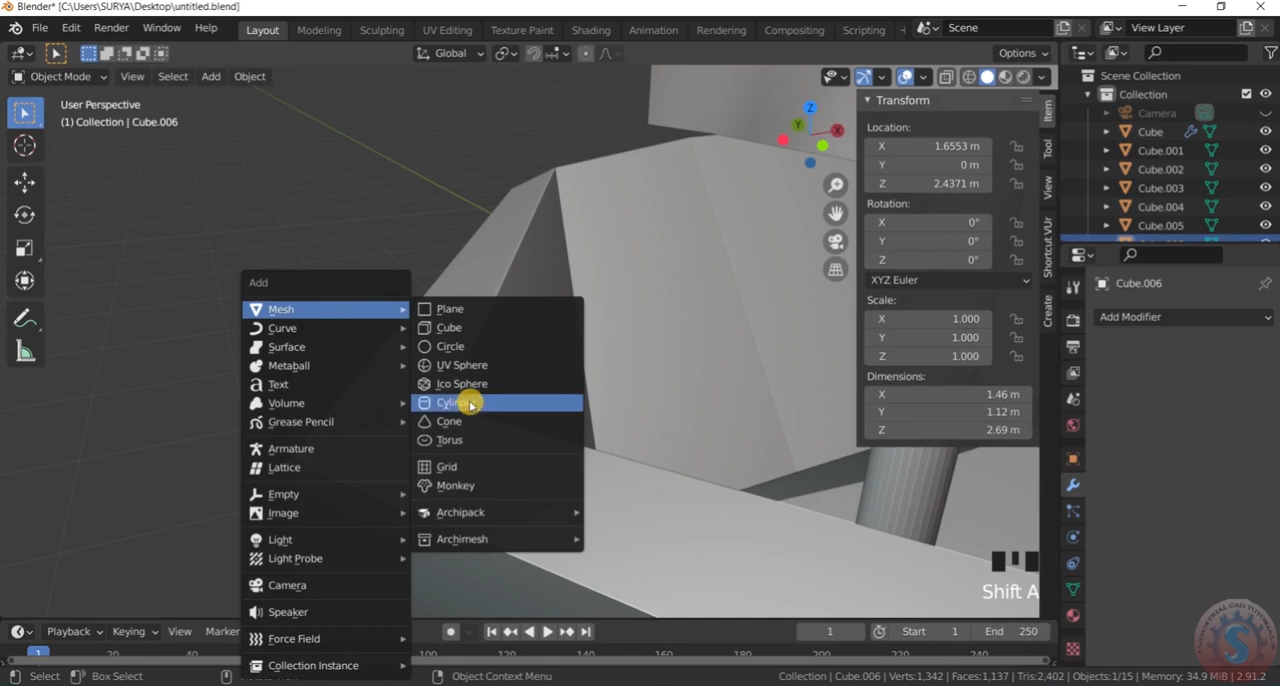 Blender* [C:\Users\SURYA\Desktop\untitled.blend]
File Edit Render Window Help Layout Modeling Sculpting UV Editing Texture Paint Shading Animation Rendering Compositing Scripting Scene View Layer
Global Options
Object Mode View Select Add Object
User Perspective
(1) Collection | Cube.006
Transform
Location:
X 1.6553 m
Y 0 m
Z 2.4371 m
Rotation:
X 0°
Y 0°
Z 0°
XYZ Euler
Scale:
X 1.000
Y 1.000
Z 1.000
Dimensions:
X 1.46 m
Y 1.12 m
Z 2.69 m
Item
Tool
View
Shortcut VUr
Create
Scene Collection
Collection
Camera
Cube
Cube.001
Cube.002
Cube.003
Cube.004
Cube.005
Cube.006
Add Modifier
Add
Mesh
Curve
Surface
Metaball
Text
Volume
Grease Pencil
Armature
Lattice
Empty
Image
Light
Light Probe
Camera
Speaker
Force Field
Collection Instance
Plane
Cube
Circle
UV Sphere
Ico Sphere
Cone
Torus
Grid
Monkey
Archipack
Archimesh
Z
Y
X
Shift A
Playback Keying View Marker 1 Start 1 End 250
1 20 40 100 120 140 160 180 200 220 240
Select Box Select Object Context Menu Collection | Cube.006 | Verts:1,342 | Faces:1,137 | Tris:2,402 | Objects:1/15 | Memory: 34.9 MiB | 2.91.2